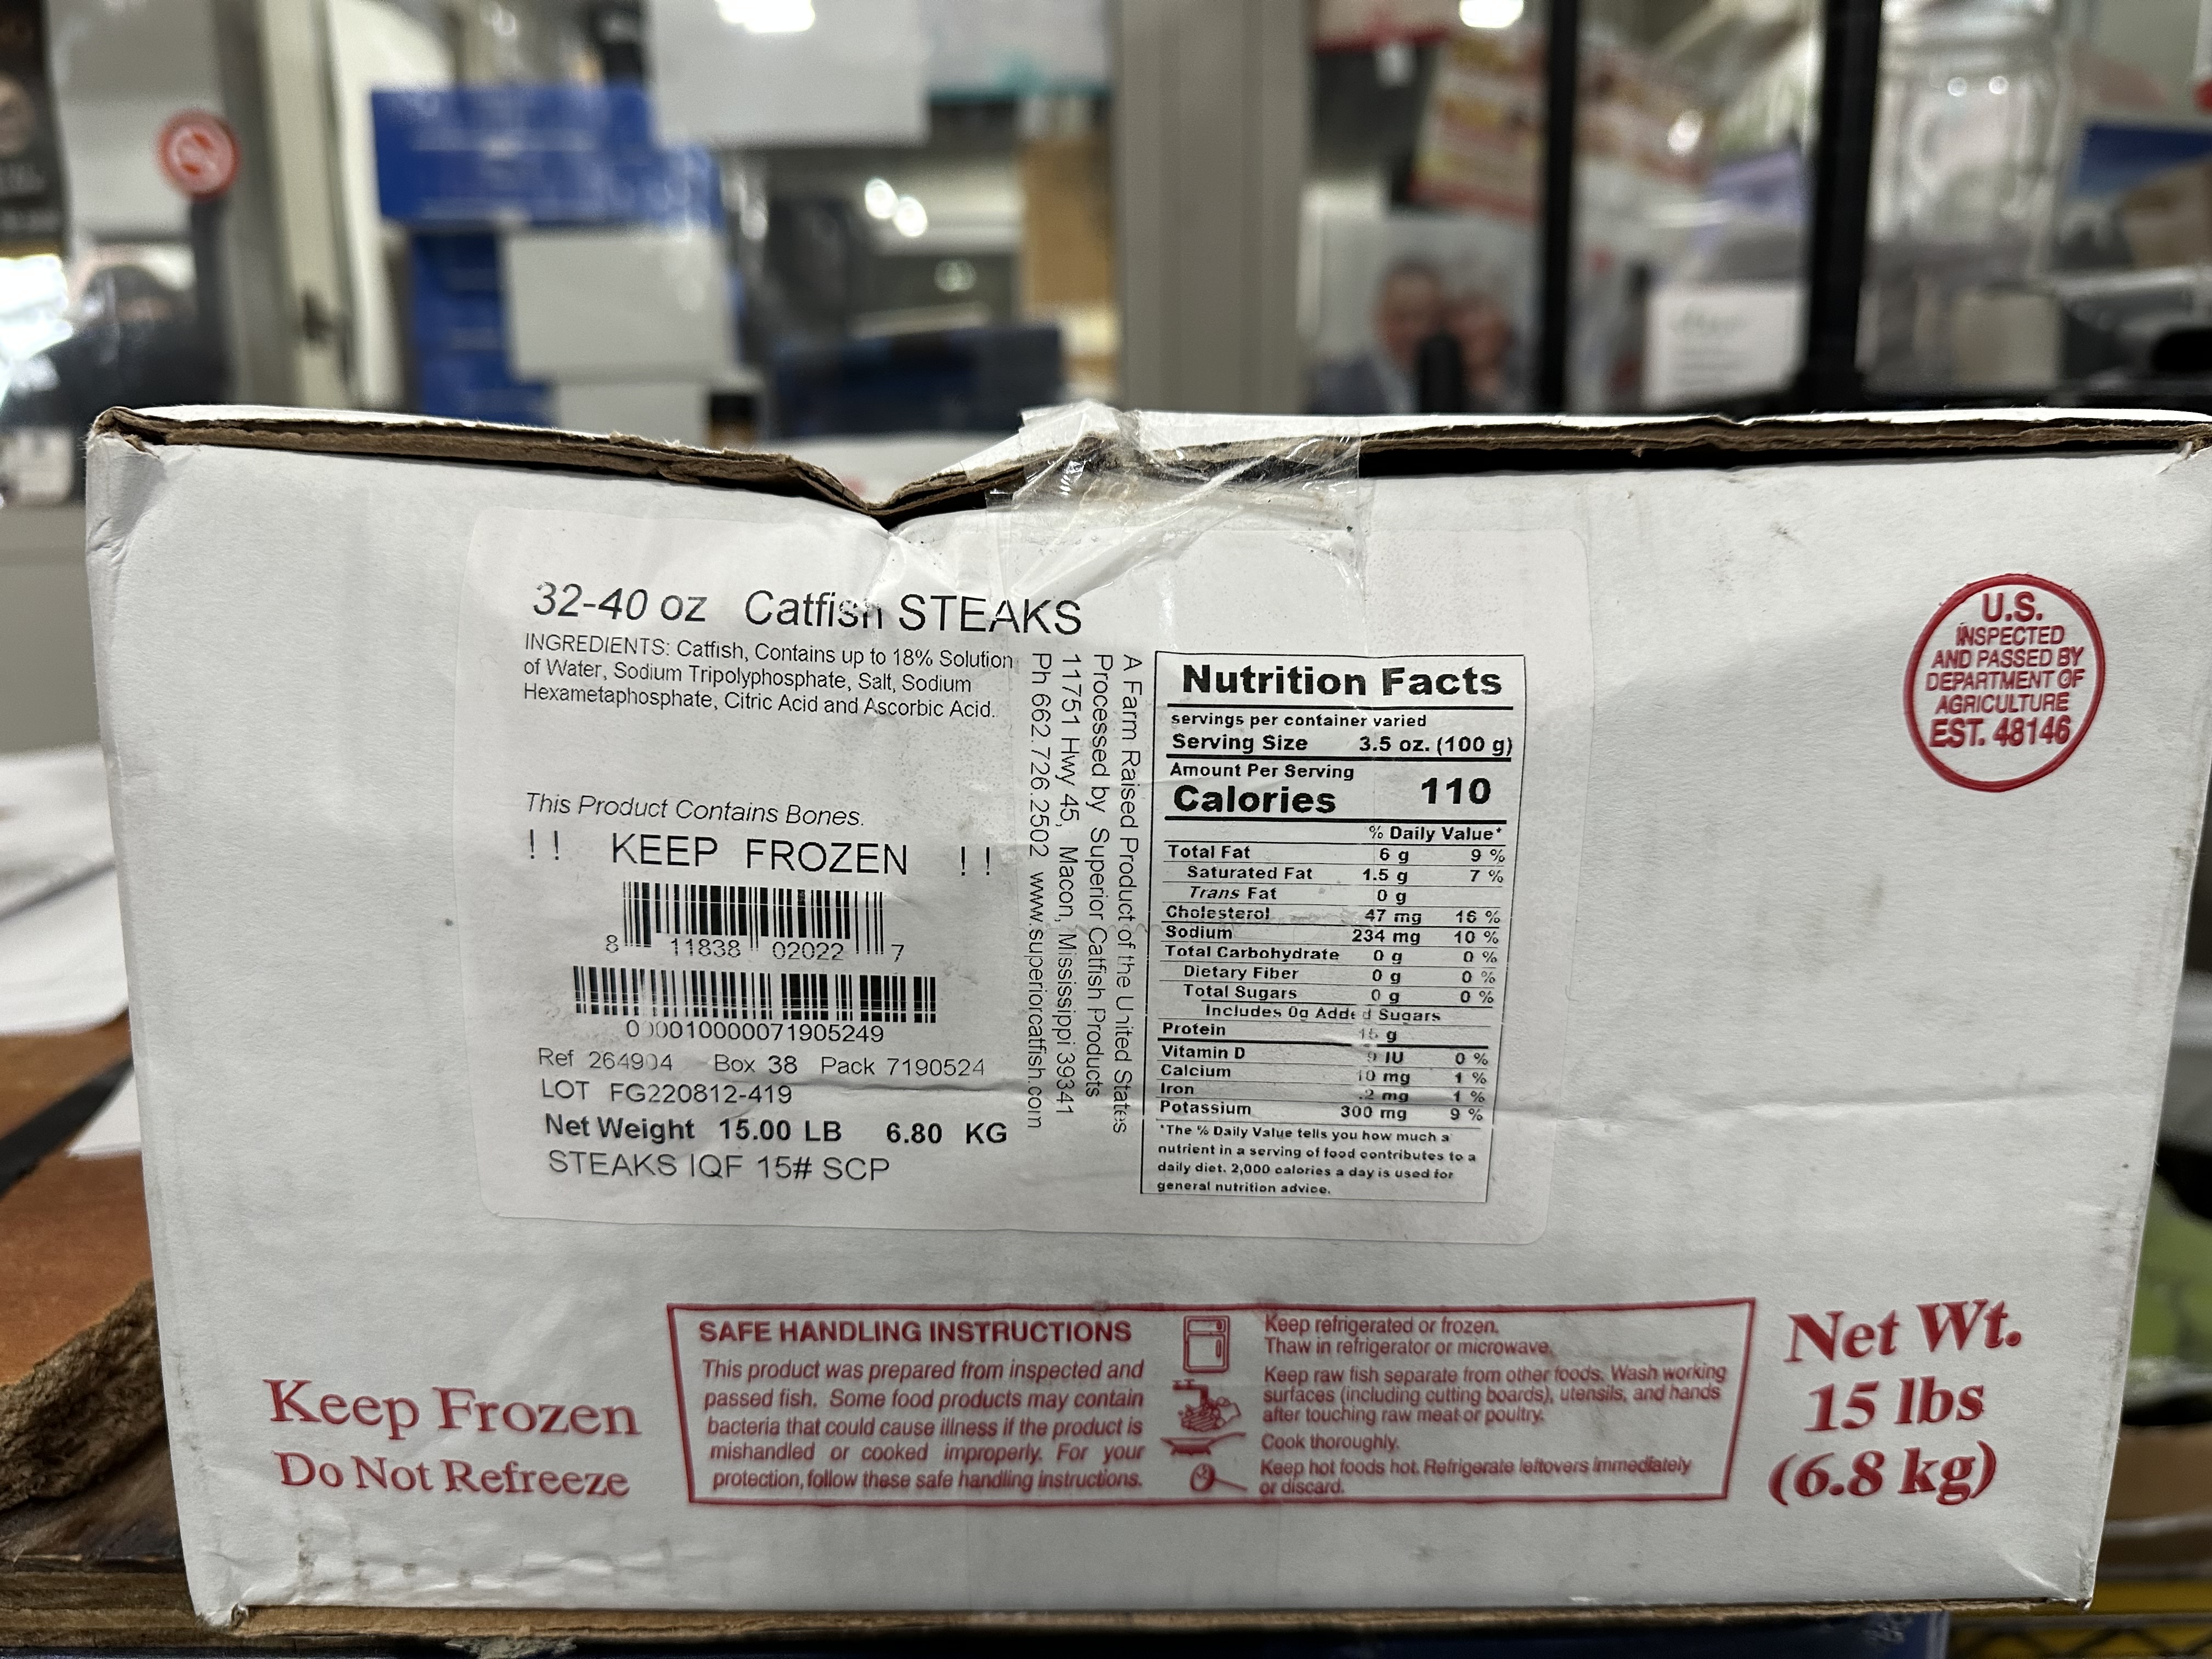 32-40 oz Catfish STEAKS
INGREDIENTS: Catfish, Contains up to 18% Solution
of Water, Sodium Tripolyphosphate, Salt, Sodium
Hexametaphosphate, Citric Acid and Ascorbic Acid.
This Product Contains Bones.
!! KEEP FROZEN !!
8 11838 02022 7
000010000071905249
Ref 264904 Box 38 Pack 7190524
LOT FG220812-419
Net Weight 15.00 LB 6.80 KG
STEAKS IQF 15# SCP
A Farm Raised Product of the United States
Processed by Superior Catfish Products
11751 Hwy 45, Macon, Mississippi 39341
Ph 662.726.2502 www.superiorcatfish.com
Nutrition Facts
servings per container varied
Serving Size 3.5 oz. (100 g)
Amount Per Serving
Calories 110
% Daily Value*
Total Fat 6 g 9 %
Saturated Fat 1.5 g 7 %
Trans Fat 0 g
Cholesterol 47 mg 16 %
Sodium 234 mg 10 %
Total Carbohydrate 0 g 0 %
Dietary Fiber 0 g 0 %
Total Sugars 0 g 0 %
Includes 0g Added Sugars
Protein 15 g
Vitamin D 9 IU 0 %
Calcium 10 mg 1 %
Iron .2 mg 1 %
Potassium 300 mg 9 %
*The % Daily Value tells you how much a
nutrient in a serving of food contributes to a
daily diet. 2,000 calories a day is used for
general nutrition advice.
U.S.
INSPECTED
AND PASSED BY
DEPARTMENT OF
AGRICULTURE
EST. 48146
Keep Frozen
Do Not Refreeze
SAFE HANDLING INSTRUCTIONS
This product was prepared from inspected and
passed fish. Some food products may contain
bacteria that could cause illness if the product is
mishandled or cooked improperly. For your
protection, follow these safe handling instructions.
Keep refrigerated or frozen.
Thaw in refrigerator or microwave.
Keep raw fish separate from other foods. Wash working
surfaces (including cutting boards), utensils, and hands
after touching raw meat or poultry.
Cook thoroughly.
Keep hot foods hot. Refrigerate leftovers immediately
or discard.
Net Wt.
15 lbs
(6.8 kg)